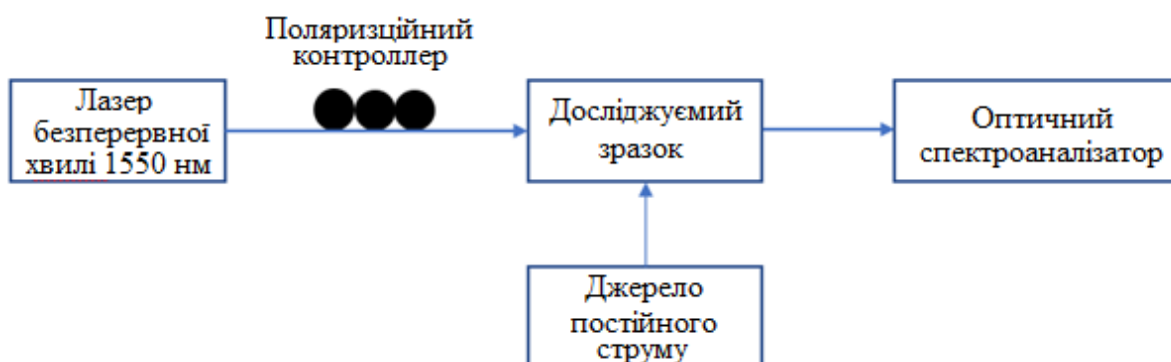 Поляризційний
контроллер
Лазер
безперервної
хвилі 1550 нм
Досліджуємий
зразок
Оптичний
спектроаналізатор
Джерело
постійного
струму